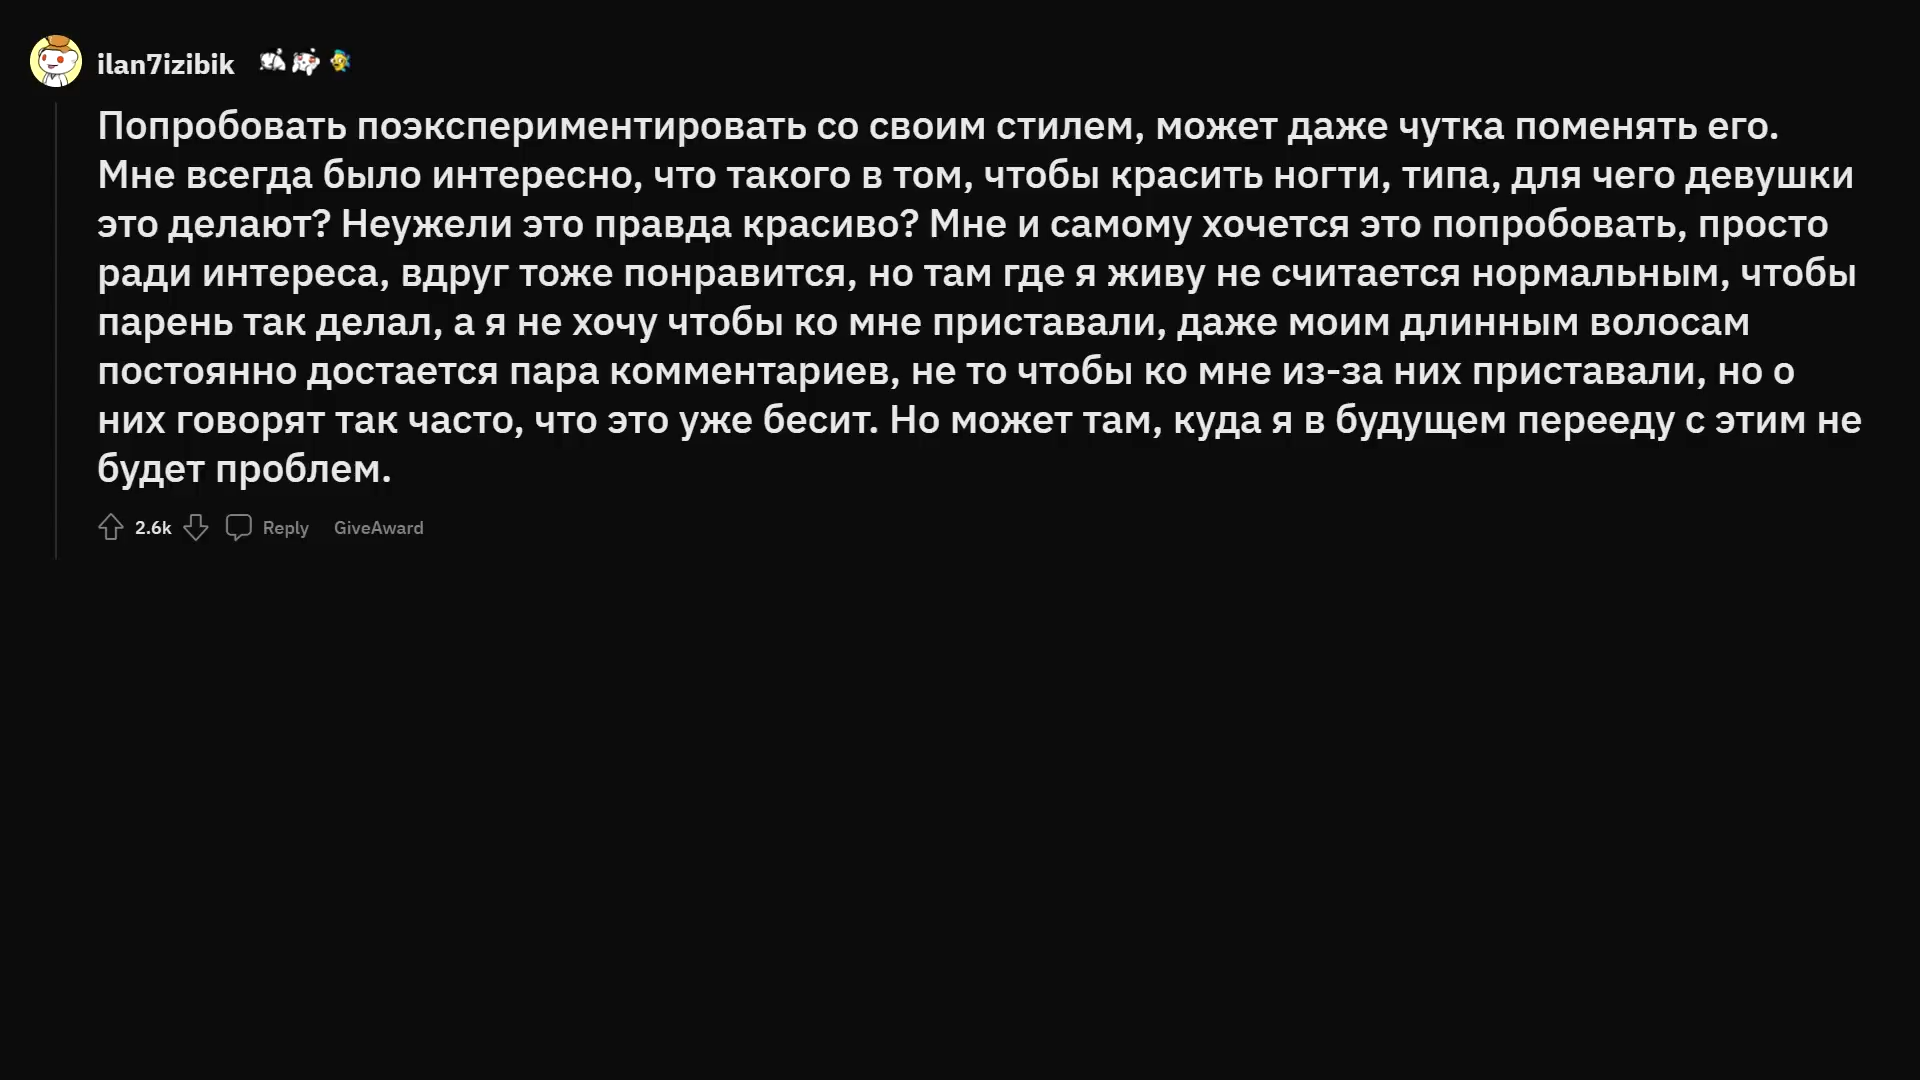 ilan7izibik
Попробовать поэкспериментировать со своим стилем, может даже чутка поменять его.
Мне всегда было интересно, что такого в том, чтобы красить ногти, типа, для чего девушки
это делают? Неужели это правда красиво? Мне и самому хочется это попробовать, просто
ради интереса, вдруг тоже понравится, но там где я живу не считается нормальным, чтобы
парень так делал, а я не хочу чтобы ко мне приставали, даже моим длинным волосам
постоянно достается пара комментариев, не то чтобы ко мне из-за них приставали, но о
них говорят так часто, что это уже бесит. Но может там, куда я в будущем перееду с этим не
будет проблем.
2.6k Reply GiveAward